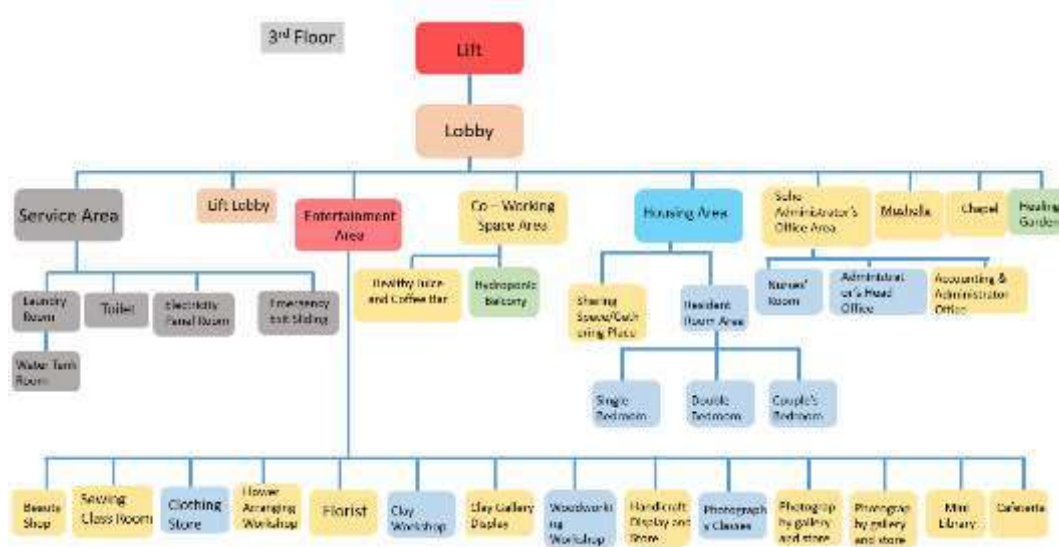 3rd Floor
Lift
Lobby
Service Area
Lift Lobby
Entertainment
Area
Co – Working
Space Area
Housing Area
Soho
Administrator's
Office Area
Musholla
Chapel
Healing
Garden
Laundry
Room
Toilet
Electricity
Panel Room
Emergency
Exit Sliding
Healthy Juice
and Coffee Bar
Hydroponic
Balcony
Sharing
Space/Gath
ering Place
Resident
Room Area
Nurses'
Room
Administrat
or's Head
Office
Accounting &
Administrator
Office
Water Tank
Room
Single
Bedroom
Double
Bedroom
Couple's
Bedroom
Beauty
Shop
Sewing
Class Room
Clothing
Store
Flower
Arranging
Workshop
Florist
Clay
Workshop
Clay Gallery
Display
Woodworki
ng
Workshop
Handicraft
Display and
Store
Photograph
y Classes
Photograp
hy gallery
and store
Photograp
hy gallery
and store
Mini
Library
Cafeteria